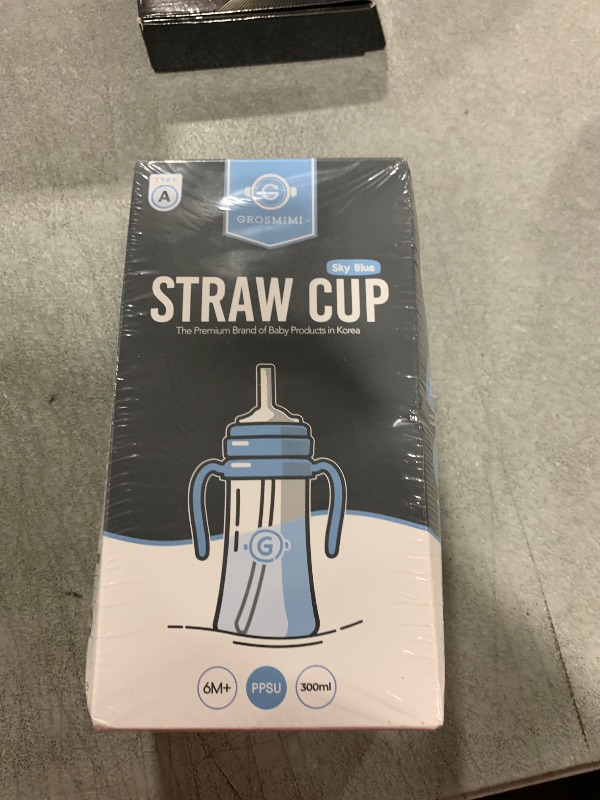 TYPE
A
G
GROSMIMI
Sky Blue
STRAW CUP
The Premium Brand of Baby Products in Korea
G
6M+
PPSU
300ml